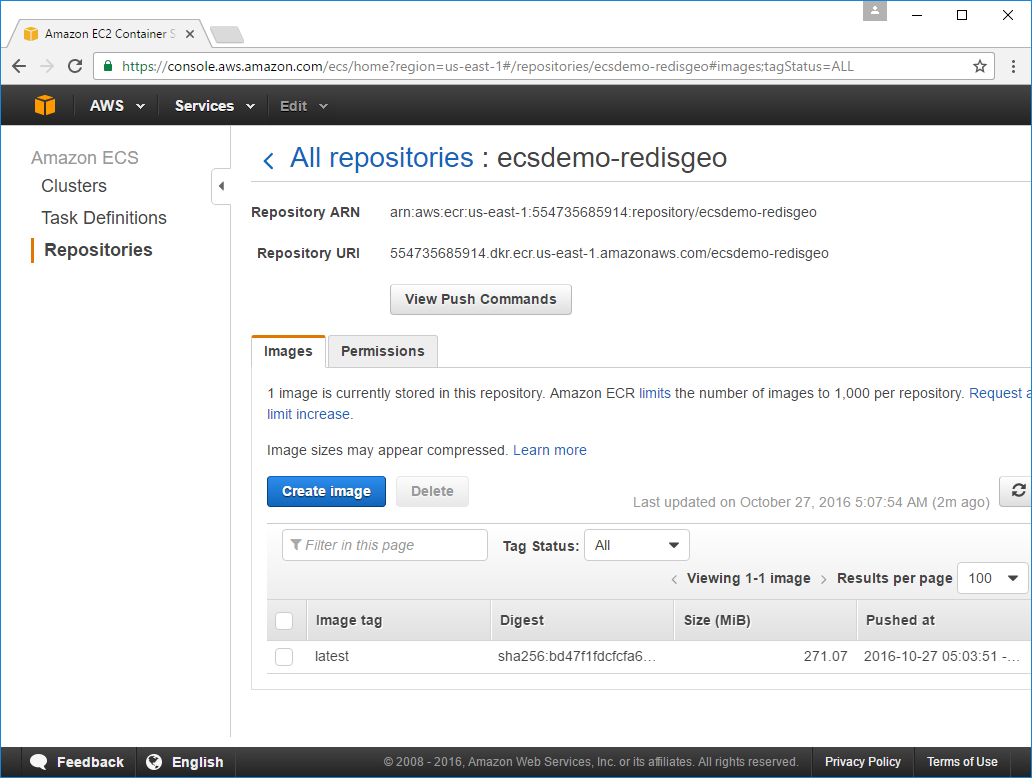 Amazon EC2 Container S
https://console.aws.amazon.com/ecs/home?region=us-east-1#/repositories/ecsdemo-redisgeo#images;tagStatus=ALL
AWS Services Edit
Amazon ECS
Clusters
Task Definitions
Repositories
All repositories : ecsdemo-redisgeo
Repository ARN arn:aws:ecr:us-east-1:554735685914:repository/ecsdemo-redisgeo
Repository URI 554735685914.dkr.ecr.us-east-1.amazonaws.com/ecsdemo-redisgeo
View Push Commands
Images Permissions
1 image is currently stored in this repository. Amazon ECR limits the number of images to 1,000 per repository. Request a
limit increase.
Image sizes may appear compressed. Learn more
Create image Delete
Last updated on October 27, 2016 5:07:54 AM (2m ago)
Filter in this page Tag Status: All
Viewing 1-1 image Results per page 100
Image tag Digest Size (MiB) Pushed at
latest sha256:bd47f1fdcfcfa6… 271.07 2016-10-27 05:03:51 -…
Feedback English © 2008 - 2016, Amazon Web Services, Inc. or its affiliates. All rights reserved. Privacy Policy Terms of Use